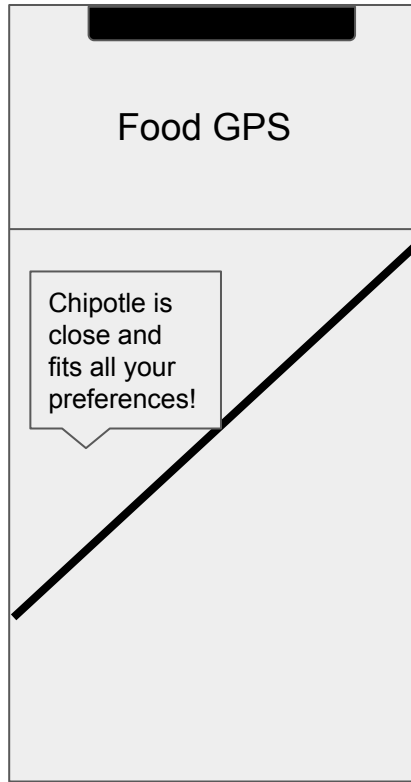 Food GPS
Chipotle is
close and
fits all your
preferences!